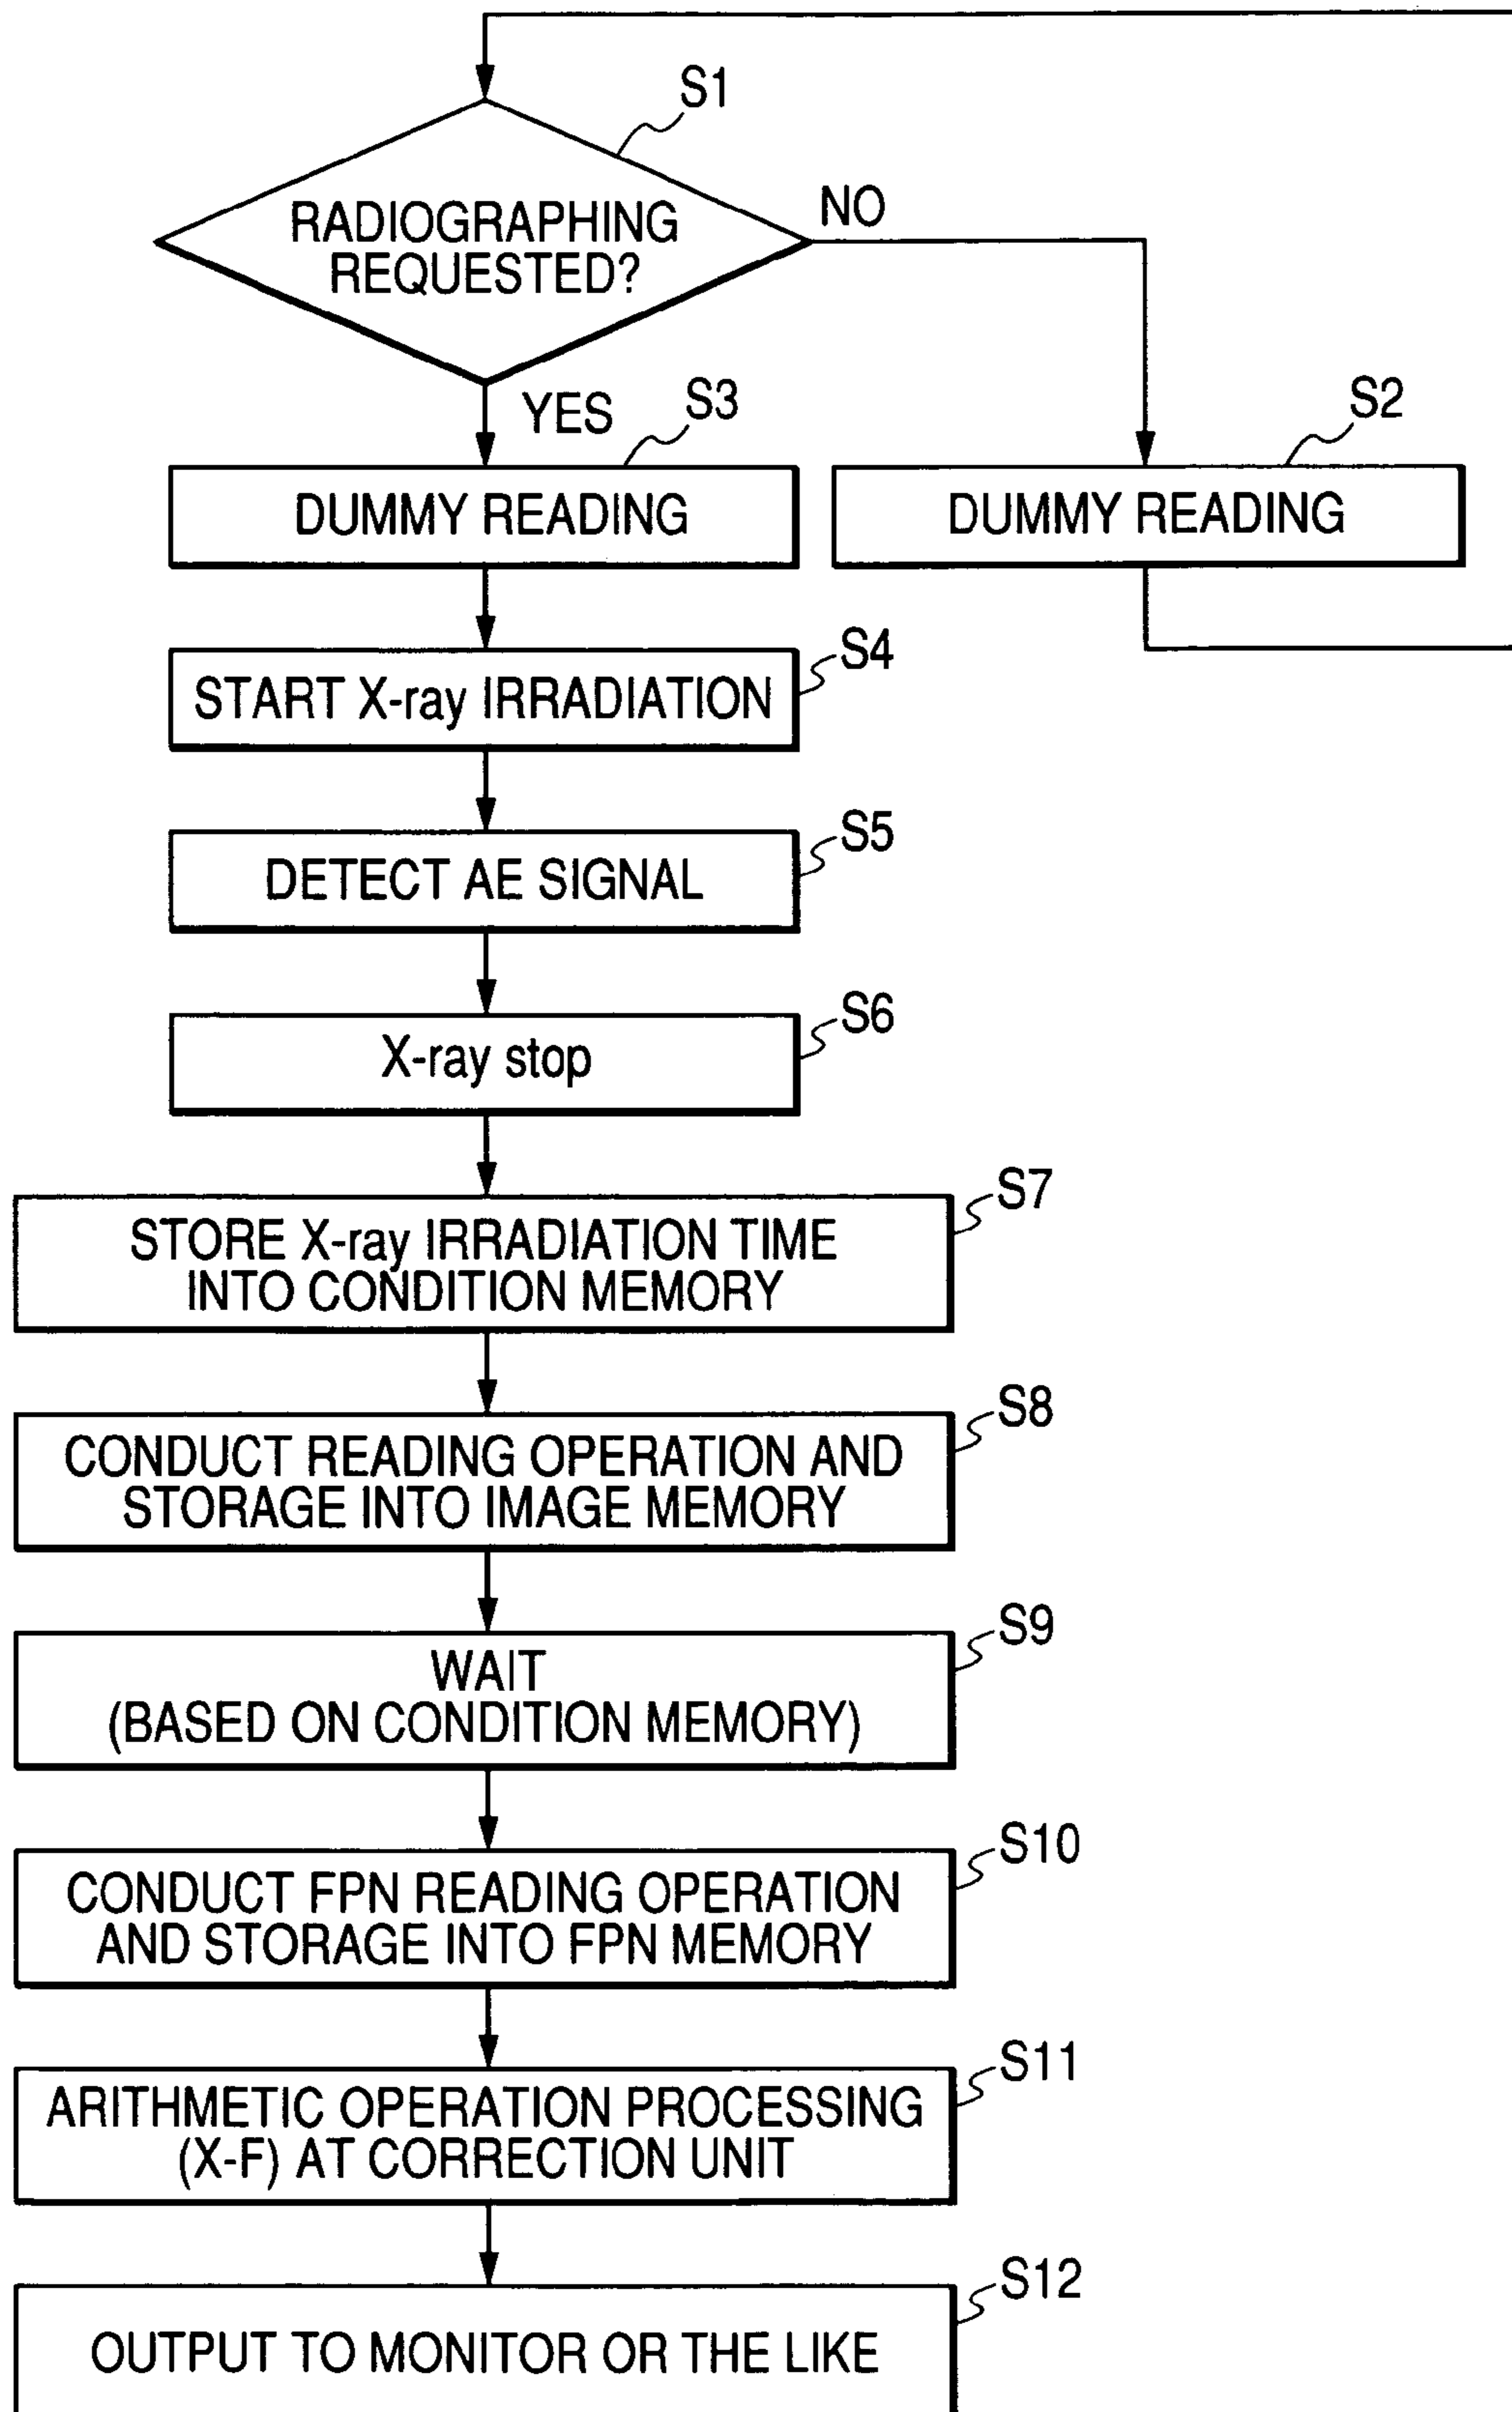 S1
RADIOGRAPHING
REQUESTED?
NO
YES
S3
S2
DUMMY READING
DUMMY READING
S4
START X-ray IRRADIATION
S5
DETECT AE SIGNAL
S6
X-ray stop
S7
STORE X-ray IRRADIATION TIME
INTO CONDITION MEMORY
S8
CONDUCT READING OPERATION AND
STORAGE INTO IMAGE MEMORY
S9
WAIT
(BASED ON CONDITION MEMORY)
S10
CONDUCT FPN READING OPERATION
AND STORAGE INTO FPN MEMORY
S11
ARITHMETIC OPERATION PROCESSING
(X-F) AT CORRECTION UNIT
S12
OUTPUT TO MONITOR OR THE LIKE